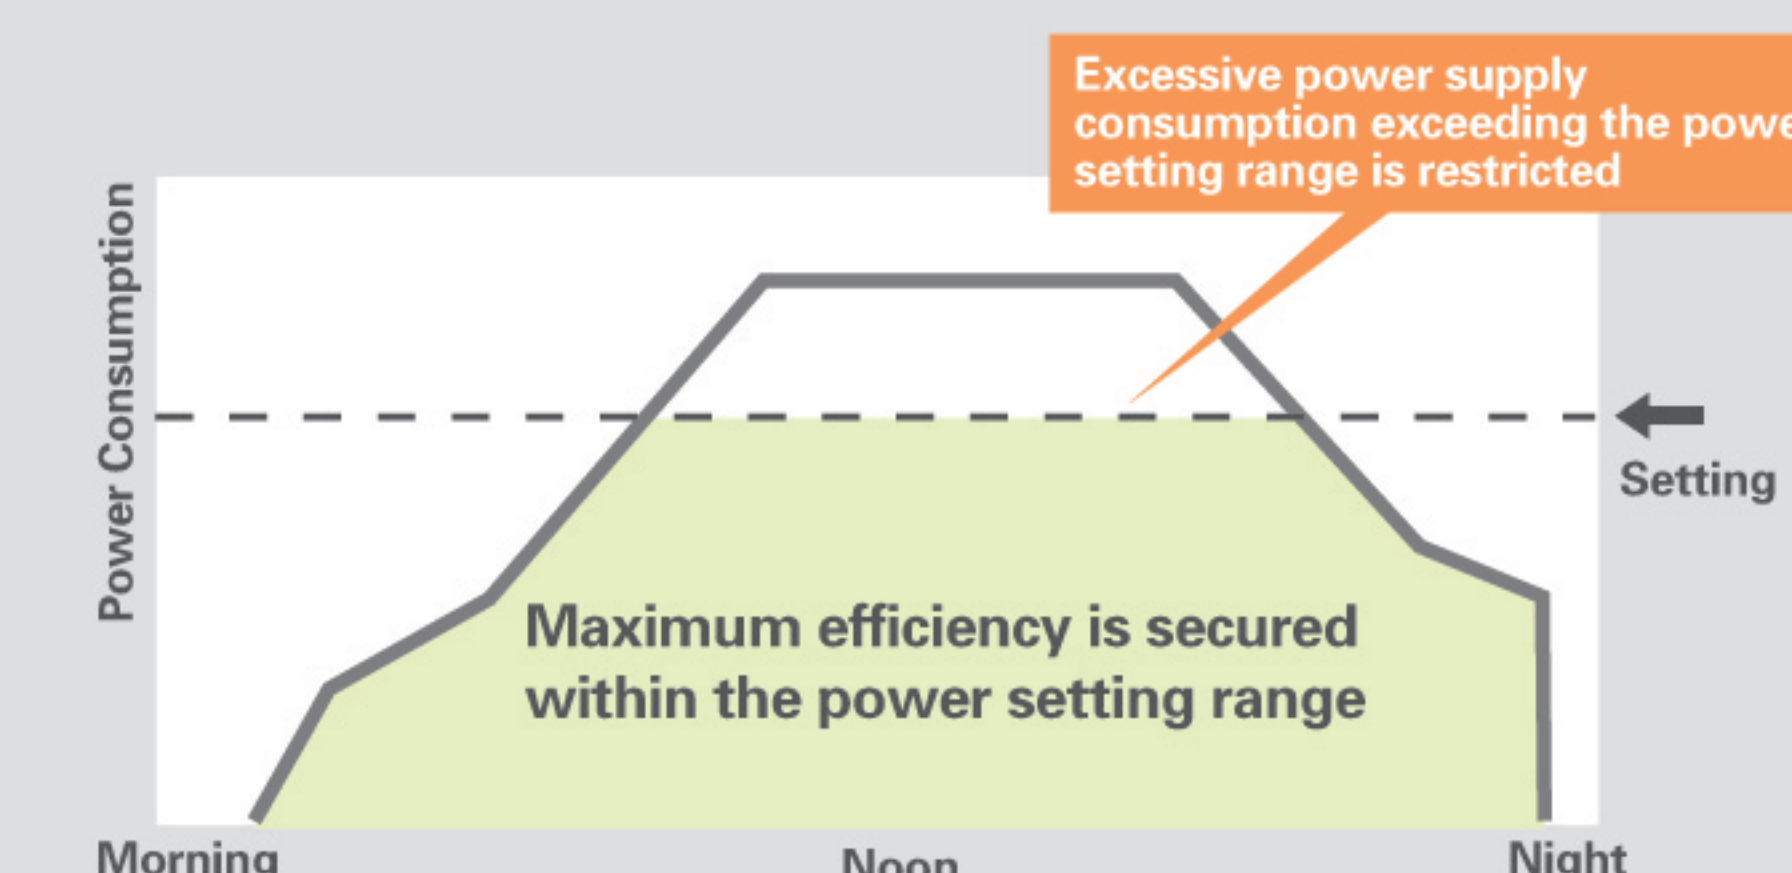 Excessive power supply
consumption exceeding the powe
setting range is restricted
Power Consumption
Setting
Maximum efficiency is secured
within the power setting range
Morning
Noon
Night